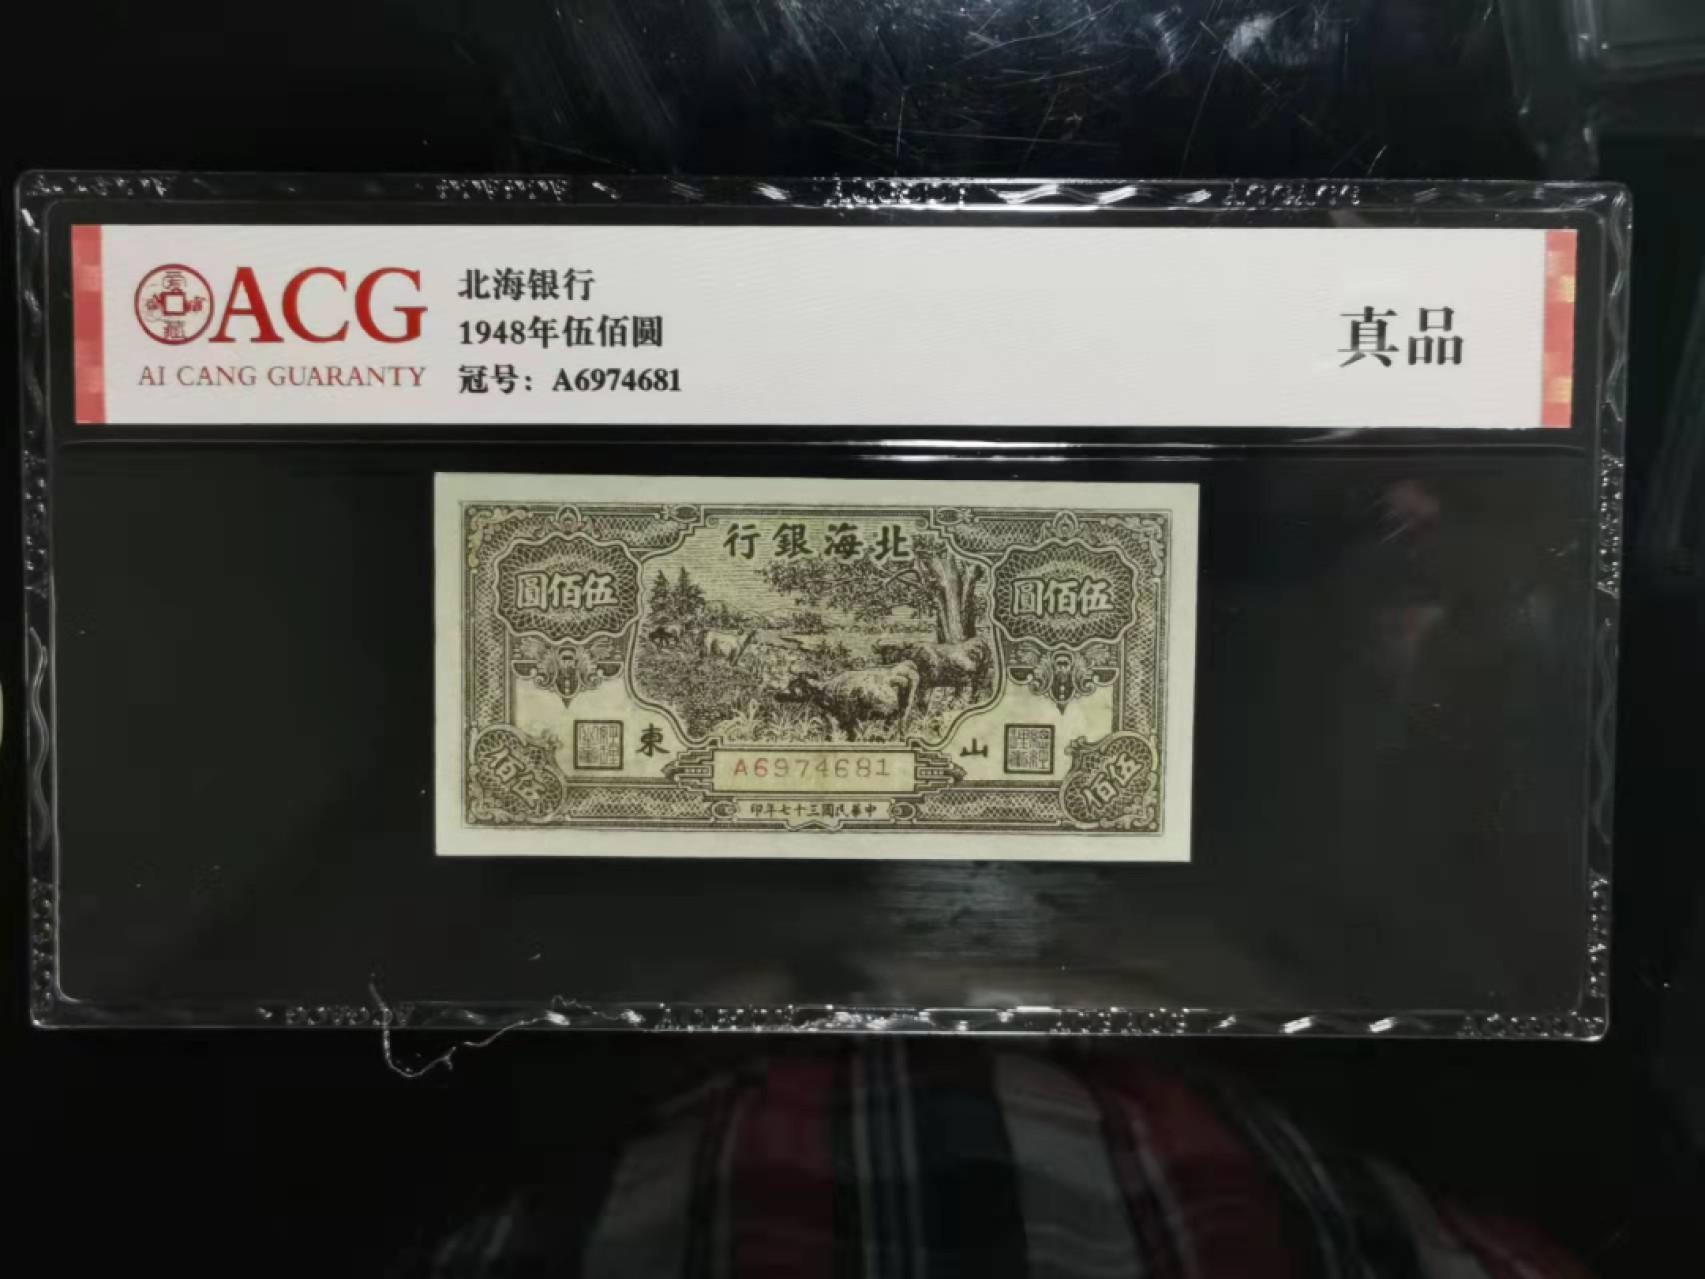 ACG
AI CANG GUARANTY
北海银行
1948年伍佰圆
冠号：A6974681
真品
北海銀行
伍佰圓
伍佰圓
山東
A6974681
伍佰
伍佰
中華民國三十七年印